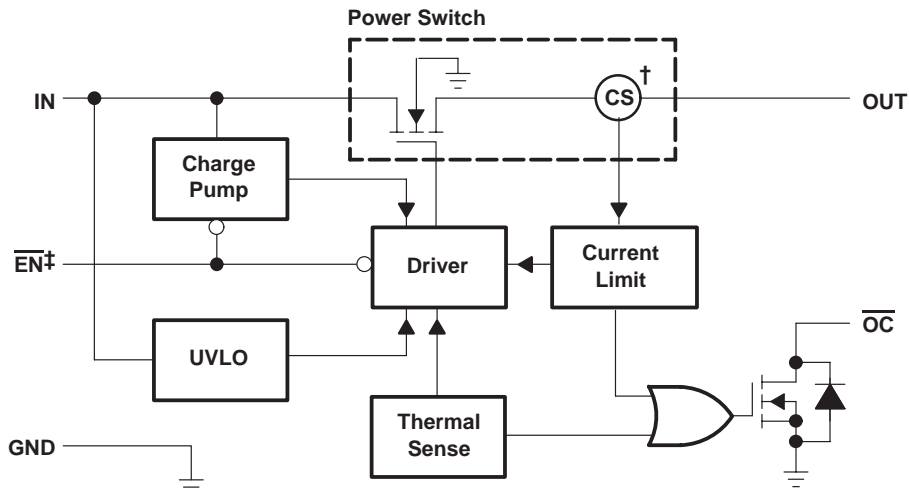 Power Switch
IN
CS†
OUT
Charge
Pump
EN‡
Driver
Current
Limit
OC
UVLO
Thermal
Sense
GND